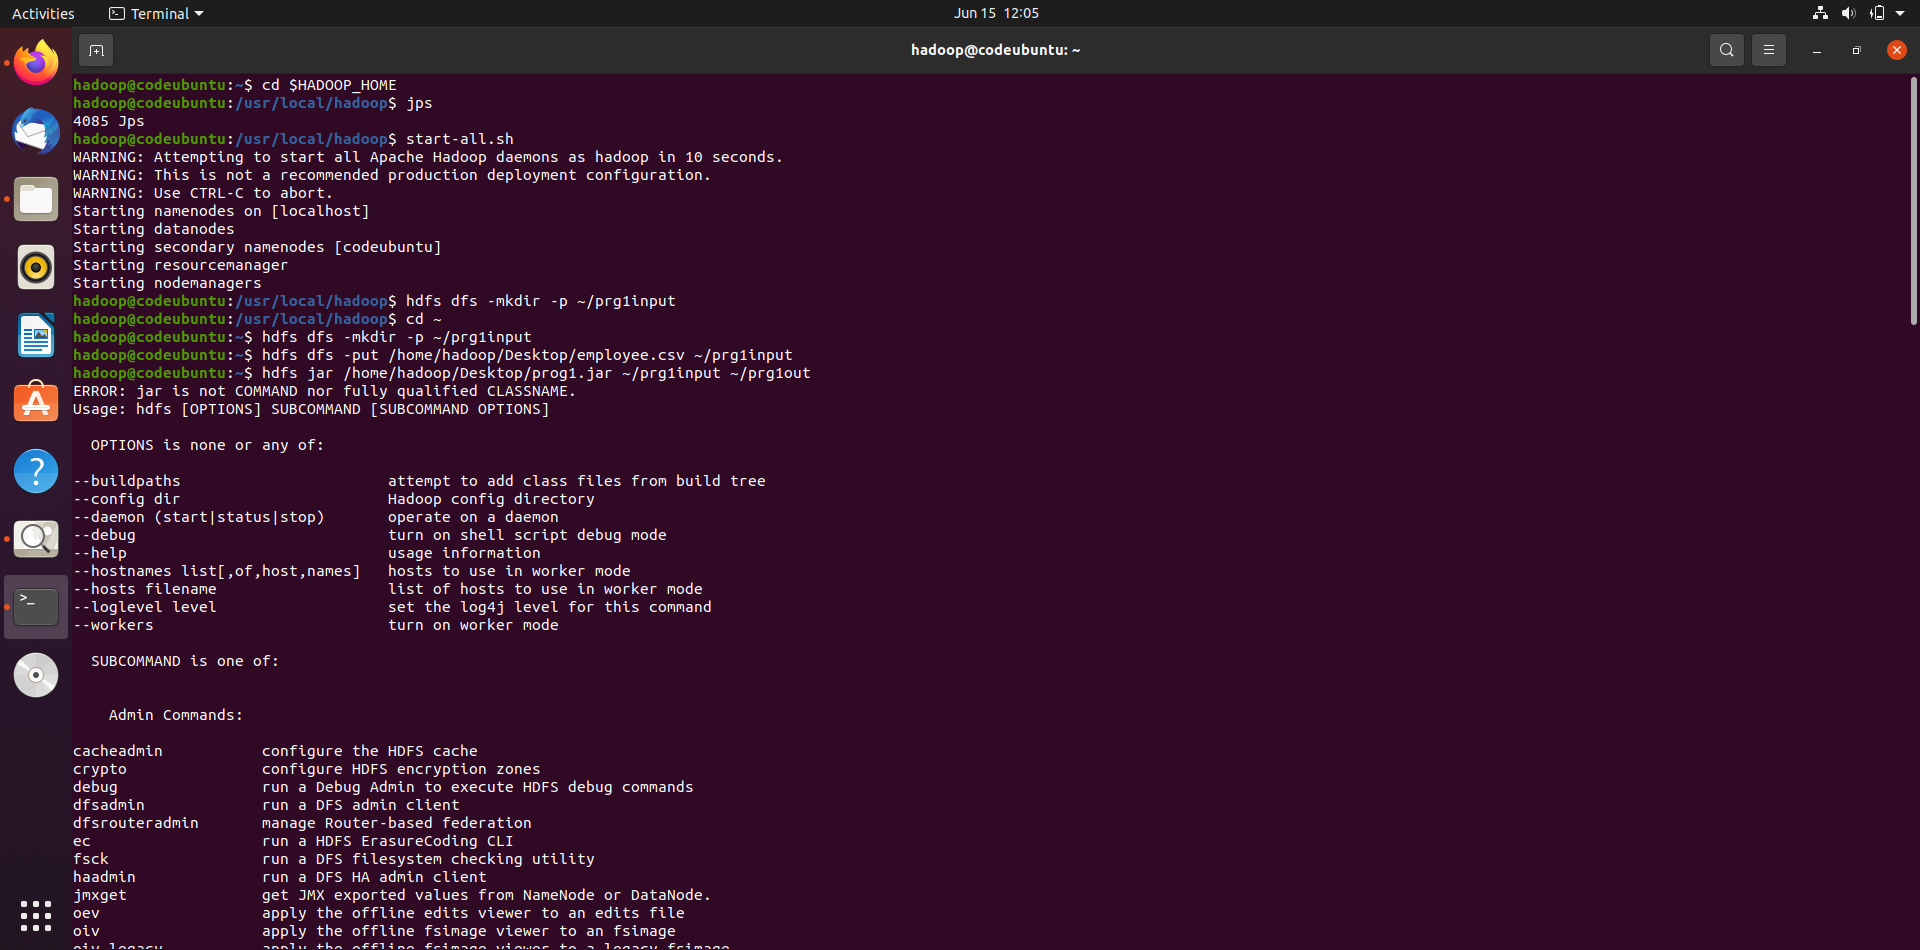 Activities
Terminal
Jun 15 12:05
hadoop@codeubuntu: ~
hadoop@codeubuntu:~$ cd $HADOOP_HOME
hadoop@codeubuntu:/usr/local/hadoop$ jps
4085 Jps
hadoop@codeubuntu:/usr/local/hadoop$ start-all.sh
WARNING: Attempting to start all Apache Hadoop daemons as hadoop in 10 seconds.
WARNING: This is not a recommended production deployment configuration.
WARNING: Use CTRL-C to abort.
Starting namenodes on [localhost]
Starting datanodes
Starting secondary namenodes [codeubuntu]
Starting resourcemanager
Starting nodemanagers
hadoop@codeubuntu:/usr/local/hadoop$ hdfs dfs -mkdir -p ~/prg1input
hadoop@codeubuntu:/usr/local/hadoop$ cd ~
hadoop@codeubuntu:~$ hdfs dfs -mkdir -p ~/prg1input
hadoop@codeubuntu:~$ hdfs dfs -put /home/hadoop/Desktop/employee.csv ~/prg1input
hadoop@codeubuntu:~$ hdfs jar /home/hadoop/Desktop/prog1.jar ~/prg1input ~/prg1out
ERROR: jar is not COMMAND nor fully qualified CLASSNAME.
Usage: hdfs [OPTIONS] SUBCOMMAND [SUBCOMMAND OPTIONS]
OPTIONS is none or any of:
--buildpaths attempt to add class files from build tree
--config dir Hadoop config directory
--daemon (start|status|stop) operate on a daemon
--debug turn on shell script debug mode
--help usage information
--hostnames list[,of,host,names] hosts to use in worker mode
--hosts filename list of hosts to use in worker mode
--loglevel level set the log4j level for this command
--workers turn on worker mode
SUBCOMMAND is one of:
Admin Commands:
cacheadmin configure the HDFS cache
crypto configure HDFS encryption zones
debug run a Debug Admin to execute HDFS debug commands
dfsadmin run a DFS admin client
dfsrouteradmin manage Router-based federation
ec run a HDFS ErasureCoding CLI
fsck run a DFS filesystem checking utility
haadmin run a DFS HA admin client
jmxget get JMX exported values from NameNode or DataNode.
oev apply the offline edits viewer to an edits file
oiv apply the offline fsimage viewer to an fsimage
oiv_legacy apply the offline fsimage viewer to a legacy fsimage